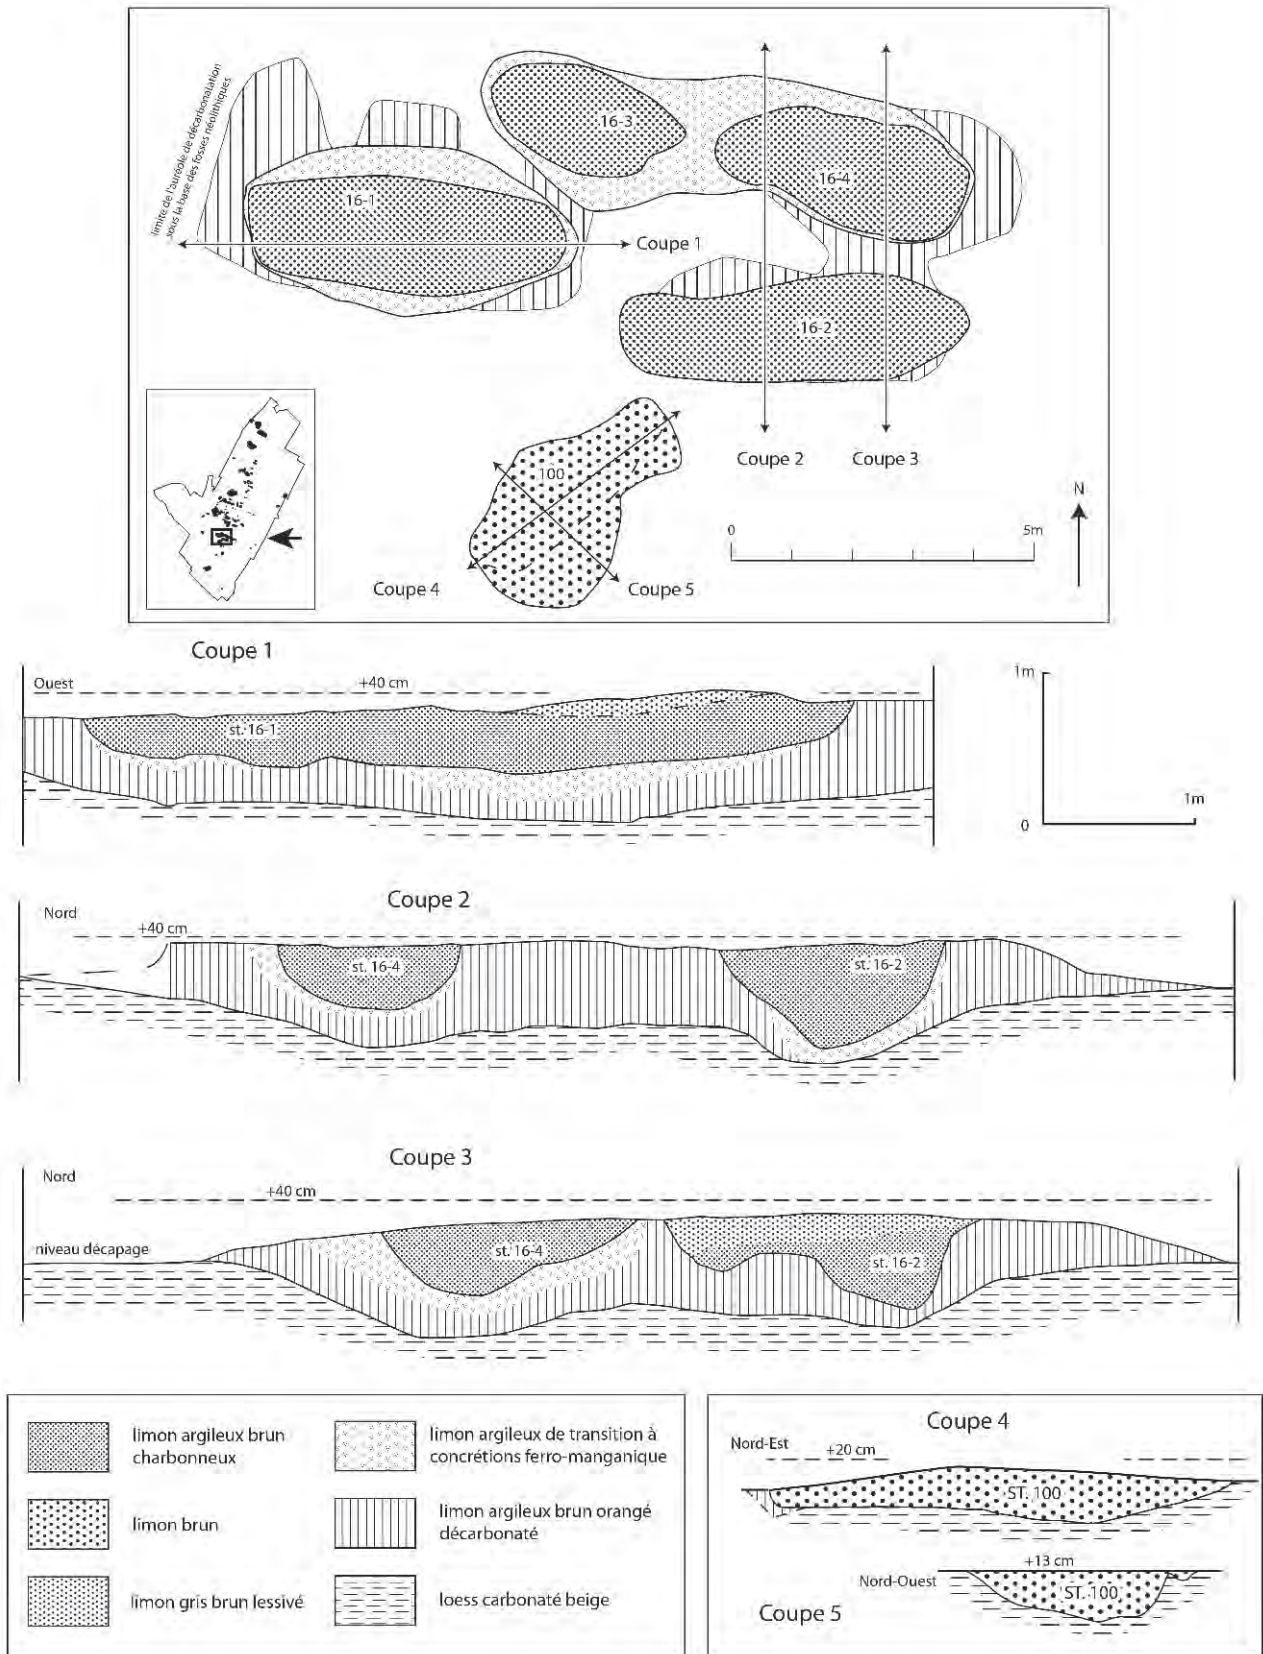 limite de l'auréole de décarbonatation
sous la base des fosses néolithiques
16-3
16-4
16-1
Coupe 1
16-2
100
Coupe 2
Coupe 3
N
0
5m
Coupe 4
Coupe 5
Coupe 1
Ouest
+40 cm
st. 16-1
1m
1m
0
Coupe 2
Nord
+40 cm
st. 16-4
st. 16-2
Coupe 3
Nord
+40 cm
niveau décapage
st. 16-4
st. 16-2
limon argileux brun
charbonneux
limon brun
limon gris brun lessivé
limon argileux de transition à
concrétions ferro-manganique
limon argileux brun orangé
décarbonaté
loess carbonaté beige
Coupe 4
Nord-Est
+20 cm
ST. 100
+13 cm
Nord-Ouest
ST. 100
Coupe 5